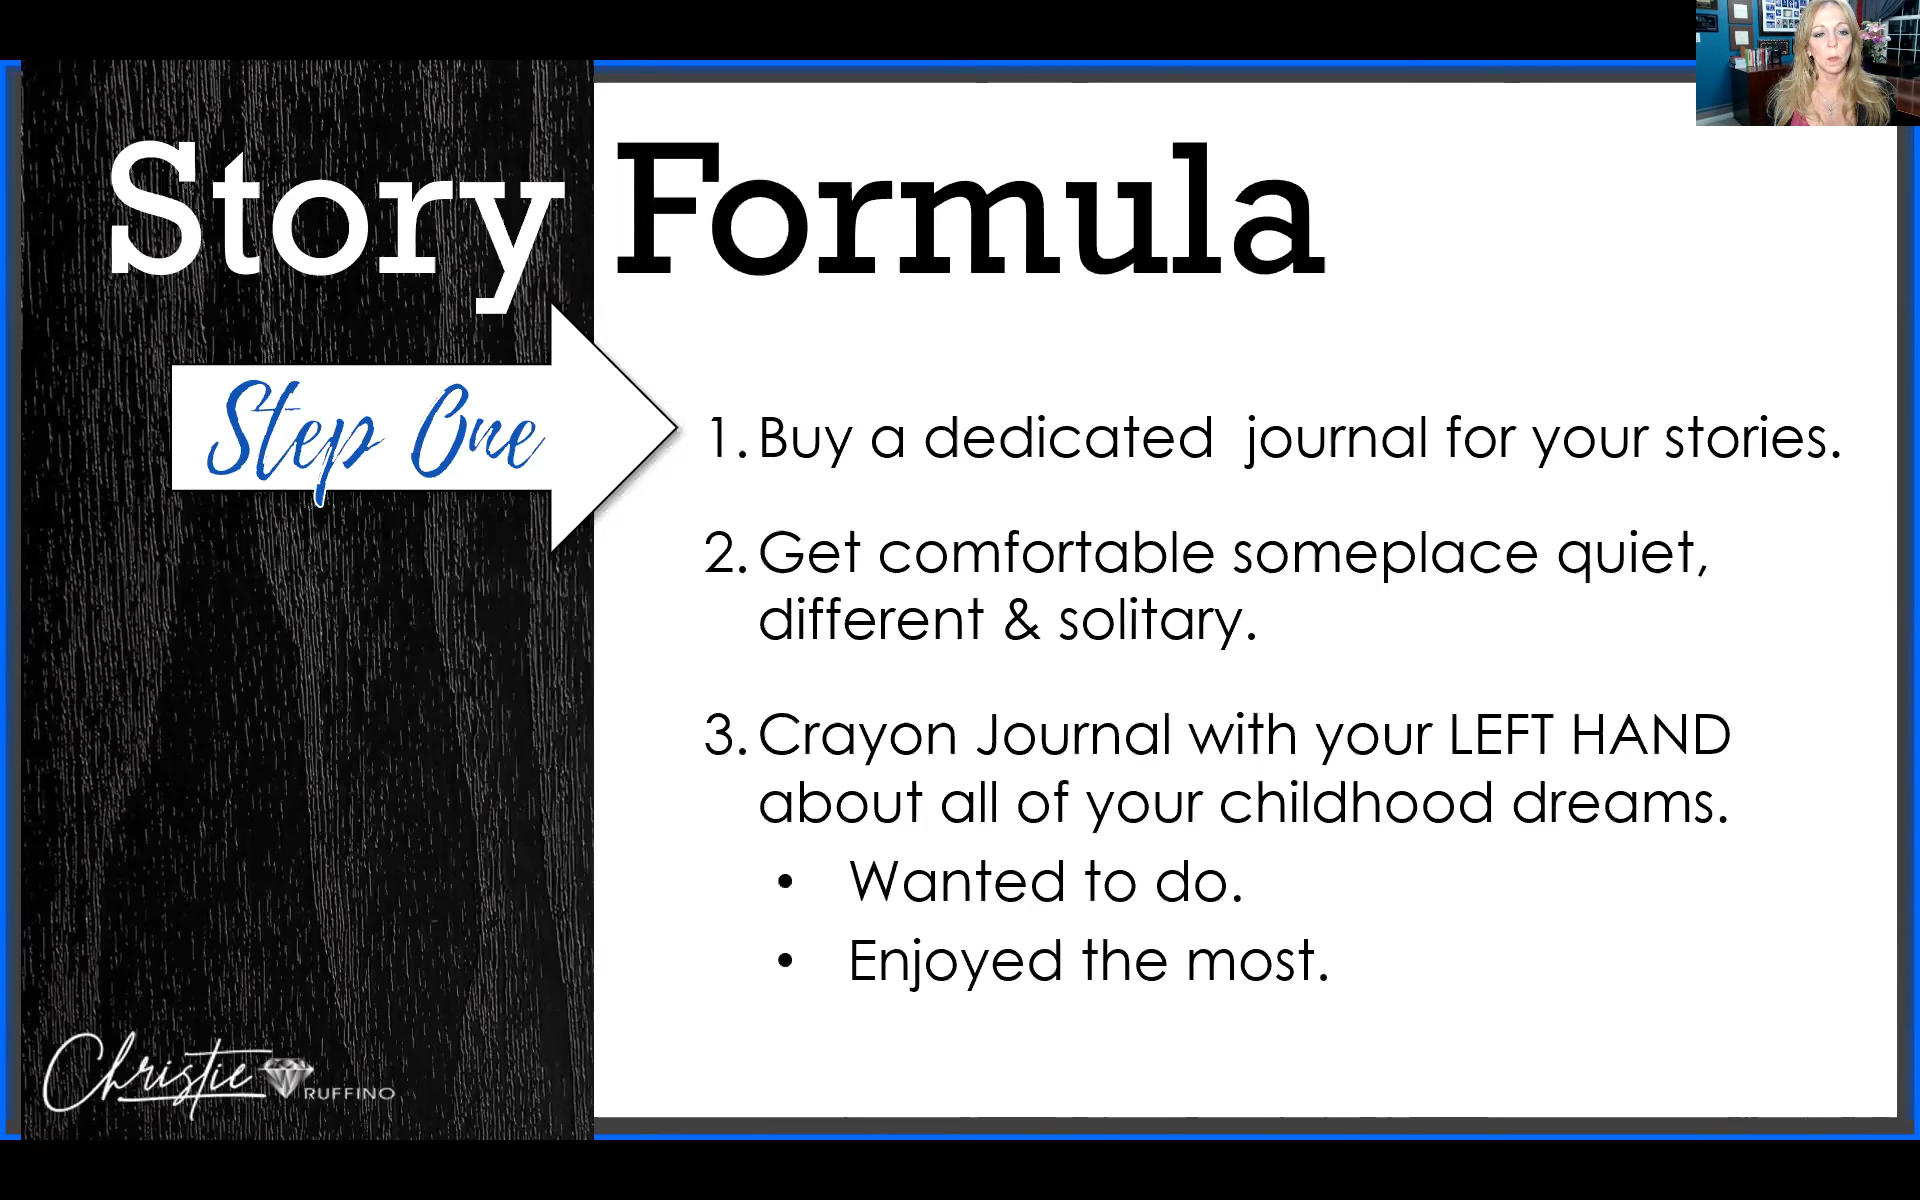 Story Formula
Step One
1. Buy a dedicated journal for your stories.
2. Get comfortable someplace quiet,
different & solitary.
3. Crayon Journal with your LEFT HAND
about all of your childhood dreams.
• Wanted to do.
• Enjoyed the most.
Christie RUFFINO